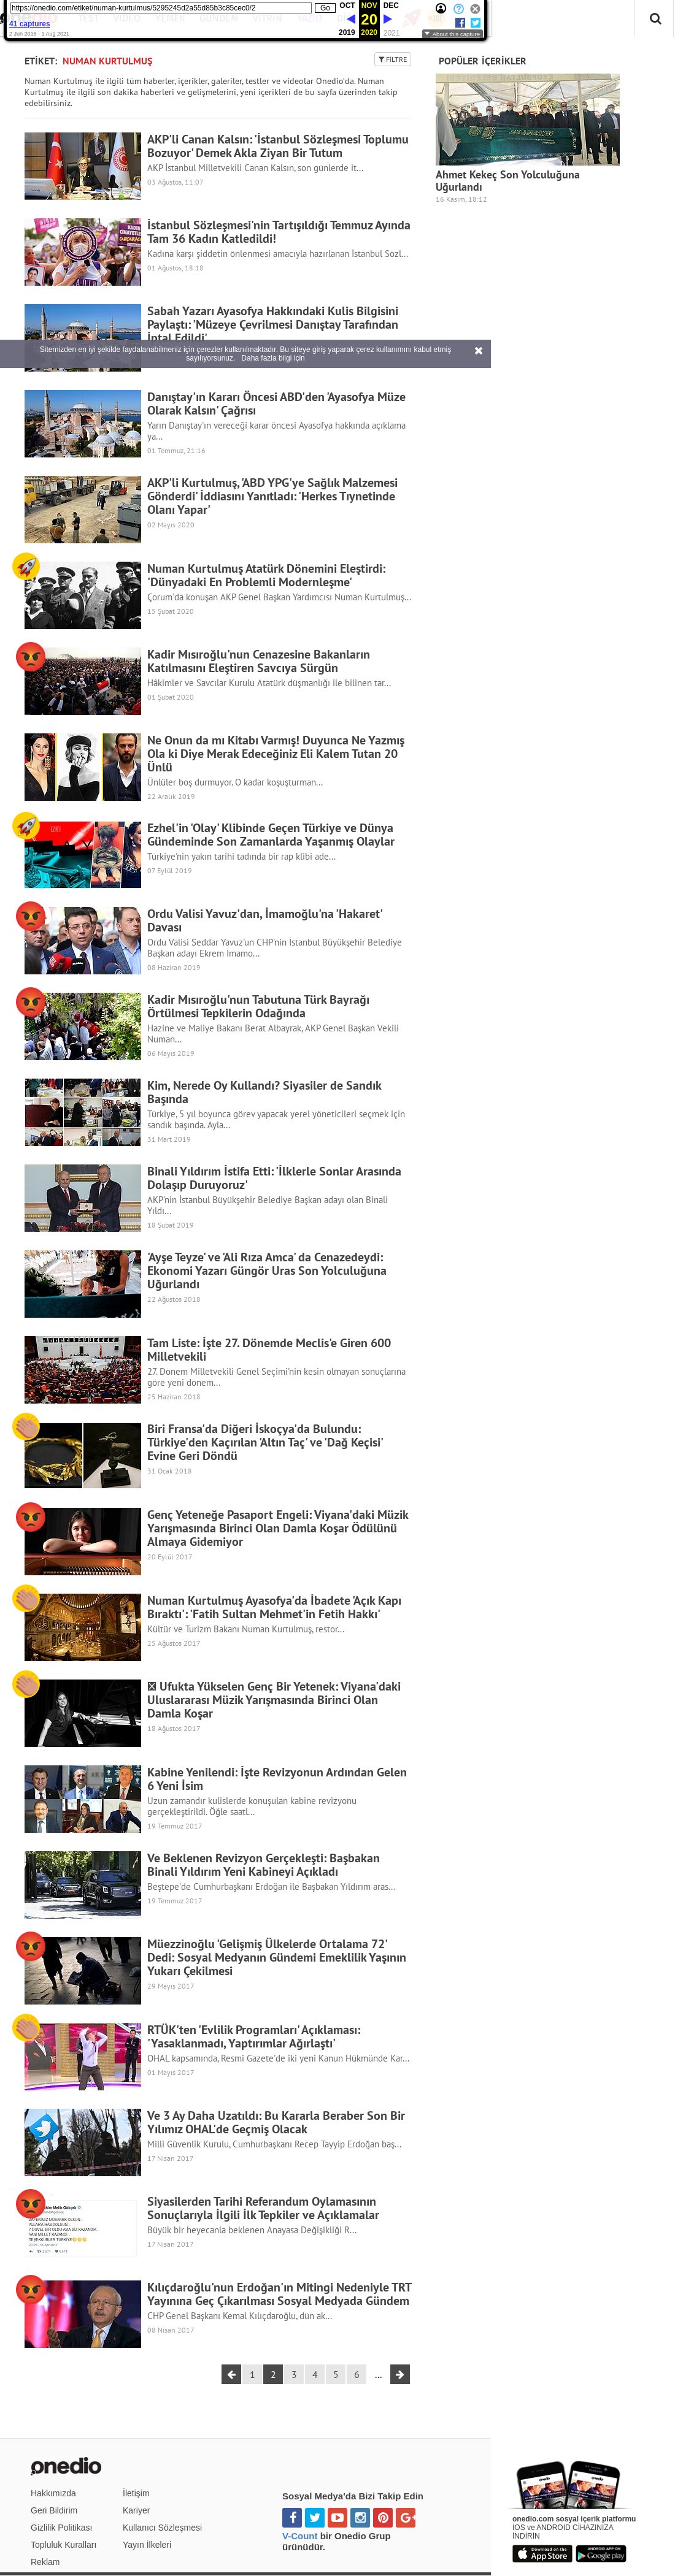 https://onedio.com/etiket/numan-kurtulmus/5295245d2a55d85b3c85cec0/2
Go
OCT NOV DEC
20
2019 2020 2021
41 captures
2 Jun 2016 - 1 Aug 2021
About this capture
ETİKET: NUMAN KURTULMUŞ
FİLTRE
Numan Kurtulmuş ile ilgili tüm haberler, içerikler, galeriler, testler ve videolar Onedio'da. Numan
Kurtulmuş ile ilgili son dakika haberleri ve gelişmelerini, yeni içerikleri de bu sayfa üzerinden takip
edebilirsiniz.
POPÜLER İÇERİKLER
Ahmet Kekeç Son Yolculuğuna
Uğurlandı
16 Kasım, 18:12
AKP'li Canan Kalsın: 'İstanbul Sözleşmesi Toplumu
Bozuyor' Demek Akla Ziyan Bir Tutum
AKP İstanbul Milletvekili Canan Kalsın, son günlerde it...
03 Ağustos, 11:07
İstanbul Sözleşmesi'nin Tartışıldığı Temmuz Ayında
Tam 36 Kadın Katledildi!
Kadına karşı şiddetin önlenmesi amacıyla hazırlanan İstanbul Sözl...
01 Ağustos, 18:18
Sabah Yazarı Ayasofya Hakkındaki Kulis Bilgisini
Paylaştı: 'Müzeye Çevrilmesi Danıştay Tarafından
İptal Edildi'
Sitemizden en iyi şekilde faydalanabilmeniz için çerezler kullanılmaktadır. Bu siteye giriş yaparak çerez kullanımını kabul etmiş
sayılıyorsunuz. Daha fazla bilgi için
Danıştay'ın Kararı Öncesi ABD'den 'Ayasofya Müze
Olarak Kalsın' Çağrısı
Yarın Danıştay'ın vereceği karar öncesi Ayasofya hakkında açıklama
ya...
01 Temmuz, 21:16
AKP'li Kurtulmuş, 'ABD YPG'ye Sağlık Malzemesi
Gönderdi' İddiasını Yanıtladı: 'Herkes Tıynetinde
Olanı Yapar'
02 Mayıs 2020
Numan Kurtulmuş Atatürk Dönemini Eleştirdi:
'Dünyadaki En Problemli Modernleşme'
Çorum'da konuşan AKP Genel Başkan Yardımcısı Numan Kurtulmuş...
15 Şubat 2020
Kadir Mısıroğlu'nun Cenazesine Bakanların
Katılmasını Eleştiren Savcıya Sürgün
Hâkimler ve Savcılar Kurulu Atatürk düşmanlığı ile bilinen tar...
01 Şubat 2020
Ne Onun da mı Kitabı Varmış! Duyunca Ne Yazmış
Ola ki Diye Merak Edeceğiniz Eli Kalem Tutan 20
Ünlü
Ünlüler boş durmuyor. O kadar koşuşturman...
22 Aralık 2019
Ezhel'in 'Olay' Klibinde Geçen Türkiye ve Dünya
Gündeminde Son Zamanlarda Yaşanmış Olaylar
Türkiye'nin yakın tarihi tadında bir rap klibi ade...
07 Eylül 2019
Ordu Valisi Yavuz'dan, İmamoğlu'na 'Hakaret'
Davası
Ordu Valisi Seddar Yavuz'un CHP'nin İstanbul Büyükşehir Belediye
Başkan adayı Ekrem İmamo...
08 Haziran 2019
Kadir Mısıroğlu'nun Tabutuna Türk Bayrağı
Örtülmesi Tepkilerin Odağında
Hazine ve Maliye Bakanı Berat Albayrak, AKP Genel Başkan Vekili
Numan...
06 Mayıs 2019
Kim, Nerede Oy Kullandı? Siyasiler de Sandık
Başında
Türkiye, 5 yıl boyunca görev yapacak yerel yöneticileri seçmek için
sandık başında. Ayla...
31 Mart 2019
Binali Yıldırım İstifa Etti: 'İlklerle Sonlar Arasında
Dolaşıp Duruyoruz'
AKP'nin İstanbul Büyükşehir Belediye Başkan adayı olan Binali
Yıldı...
18 Şubat 2019
'Ayşe Teyze' ve 'Ali Rıza Amca' da Cenazedeydi:
Ekonomi Yazarı Güngör Uras Son Yolculuğuna
Uğurlandı
22 Ağustos 2018
Tam Liste: İşte 27. Dönemde Meclis'e Giren 600
Milletvekili
27. Dönem Milletvekili Genel Seçimi'nin kesin olmayan sonuçlarına
göre yeni dönem...
25 Haziran 2018
Biri Fransa'da Diğeri İskoçya'da Bulundu:
Türkiye'den Kaçırılan 'Altın Taç' ve 'Dağ Keçisi'
Evine Geri Döndü
31 Ocak 2018
Genç Yeteneğe Pasaport Engeli: Viyana'daki Müzik
Yarışmasında Birinci Olan Damla Koşar Ödülünü
Almaya Gidemiyor
20 Eylül 2017
Numan Kurtulmuş Ayasofya'da İbadete 'Açık Kapı
Bıraktı': 'Fatih Sultan Mehmet'in Fetih Hakkı'
Kültür ve Turizm Bakanı Numan Kurtulmuş, restor...
25 Ağustos 2017
Ufukta Yükselen Genç Bir Yetenek: Viyana'daki
Uluslararası Müzik Yarışmasında Birinci Olan
Damla Koşar
18 Ağustos 2017
Kabine Yenilendi: İşte Revizyonun Ardından Gelen
6 Yeni İsim
Uzun zamandır kulislerde konuşulan kabine revizyonu
gerçekleştirildi. Öğle saatl...
19 Temmuz 2017
Ve Beklenen Revizyon Gerçekleşti: Başbakan
Binali Yıldırım Yeni Kabineyi Açıkladı
Beştepe'de Cumhurbaşkanı Erdoğan ile Başbakan Yıldırım aras...
19 Temmuz 2017
Müezzinoğlu 'Gelişmiş Ülkelerde Ortalama 72'
Dedi: Sosyal Medyanın Gündemi Emeklilik Yaşının
Yukarı Çekilmesi
29 Mayıs 2017
RTÜK'ten 'Evlilik Programları' Açıklaması:
'Yasaklanmadı, Yaptırımlar Ağırlaştı'
OHAL kapsamında, Resmi Gazete'de iki yeni Kanun Hükmünde Kar...
01 Mayıs 2017
Ve 3 Ay Daha Uzatıldı: Bu Kararla Beraber Son Bir
Yılımız OHAL'de Geçmiş Olacak
Milli Güvenlik Kurulu, Cumhurbaşkanı Recep Tayyip Erdoğan baş...
17 Nisan 2017
Siyasilerden Tarihi Referandum Oylamasının
Sonuçlarıyla İlgili İlk Tepkiler ve Açıklamalar
Büyük bir heyecanla beklenen Anayasa Değişikliği R...
17 Nisan 2017
Kılıçdaroğlu'nun Erdoğan'ın Mitingi Nedeniyle TRT
Yayınına Geç Çıkarılması Sosyal Medyada Gündem
CHP Genel Başkanı Kemal Kılıçdaroğlu, dün ak...
08 Nisan 2017
1 2 3 4 5 6 ...
onedio
Hakkımızda
Geri Bildirim
Gizlilik Politikası
Topluluk Kuralları
Reklam
İletişim
Kariyer
Kullanıcı Sözleşmesi
Yayın İlkeleri
Sosyal Medya'da Bizi Takip Edin
V-Count bir Onedio Grup
ürünüdür.
onedio.com sosyal içerik platformu
IOS ve ANDROID CİHAZINIZA
İNDİRİN
App Store
Google play